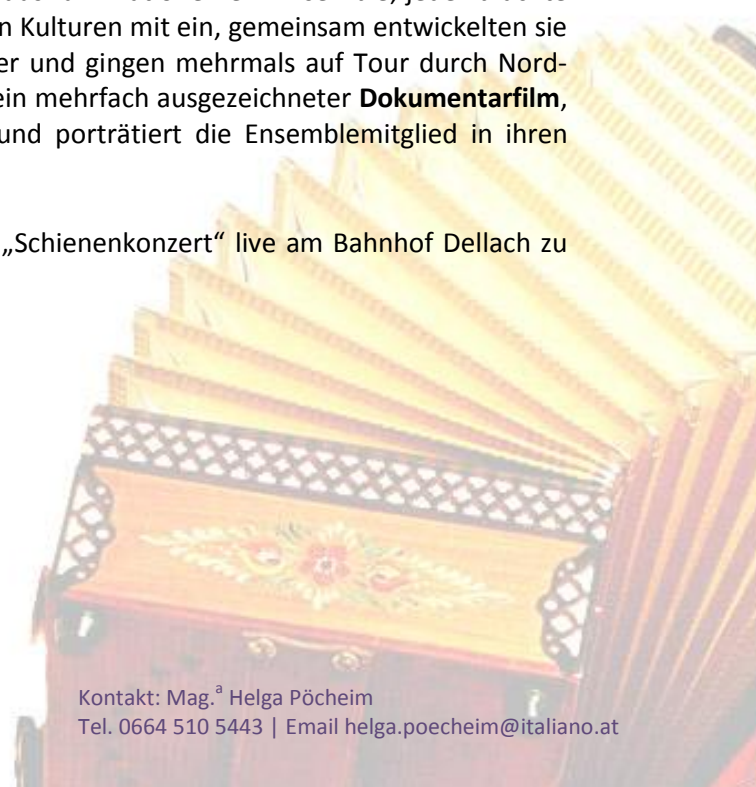 n Kulturen mit ein, gemeinsam entwickelten sie
er und gingen mehrmals auf Tour durch Nord-
ein mehrfach ausgezeichneter Dokumentarfilm,
und porträtiert die Ensemblemitglied in ihren
„Schienenkonzert“ live am Bahnhof Dellach zu
Kontakt: Mag.ª Helga Pöcheim
Tel. 0664 510 5443 | Email helga.poecheim@italiano.at